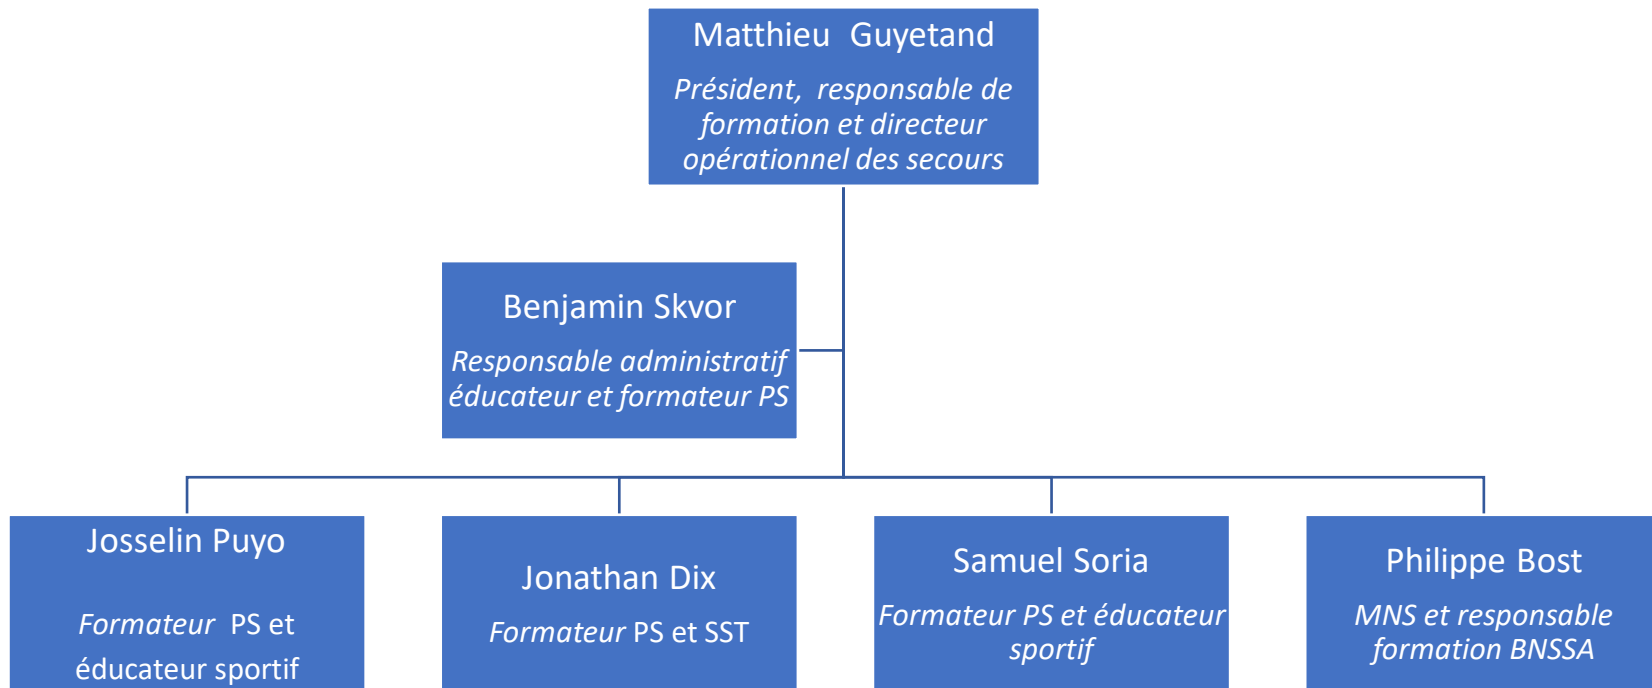 Matthieu Guyetand
Président, responsable de
formation et directeur
opérationnel des secours
Benjamin Skvor
Responsable administratif
éducateur et formateur PS
Josselin Puyo
Formateur PS et
éducateur sportif
Jonathan Dix
Formateur PS et SST
Samuel Soria
Formateur PS et éducateur
sportif
Philippe Bost
MNS et responsable
formation BNSSA